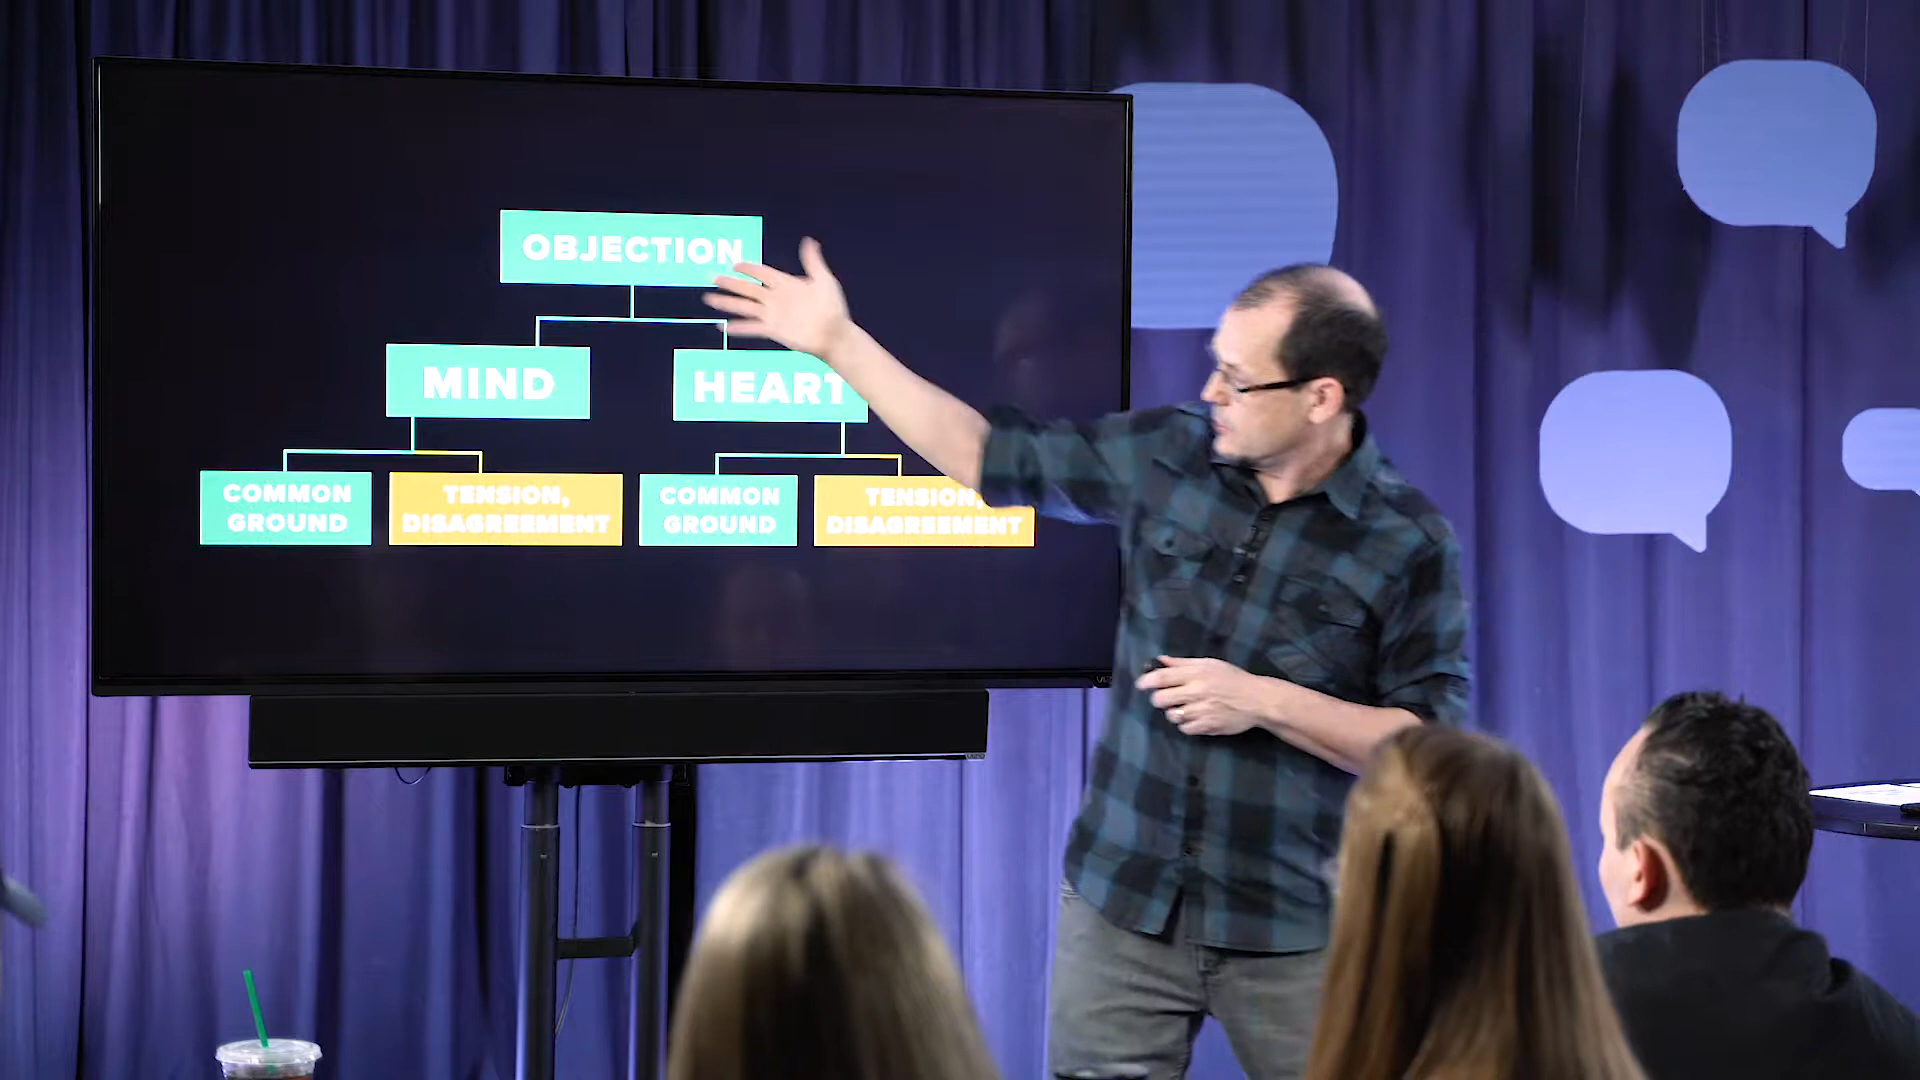 OBJECTION
MIND
HEART
COMMON
GROUND
TENSION,
DISAGREEMENT
COMMON
GROUND
TENSION,
DISAGREEMENT